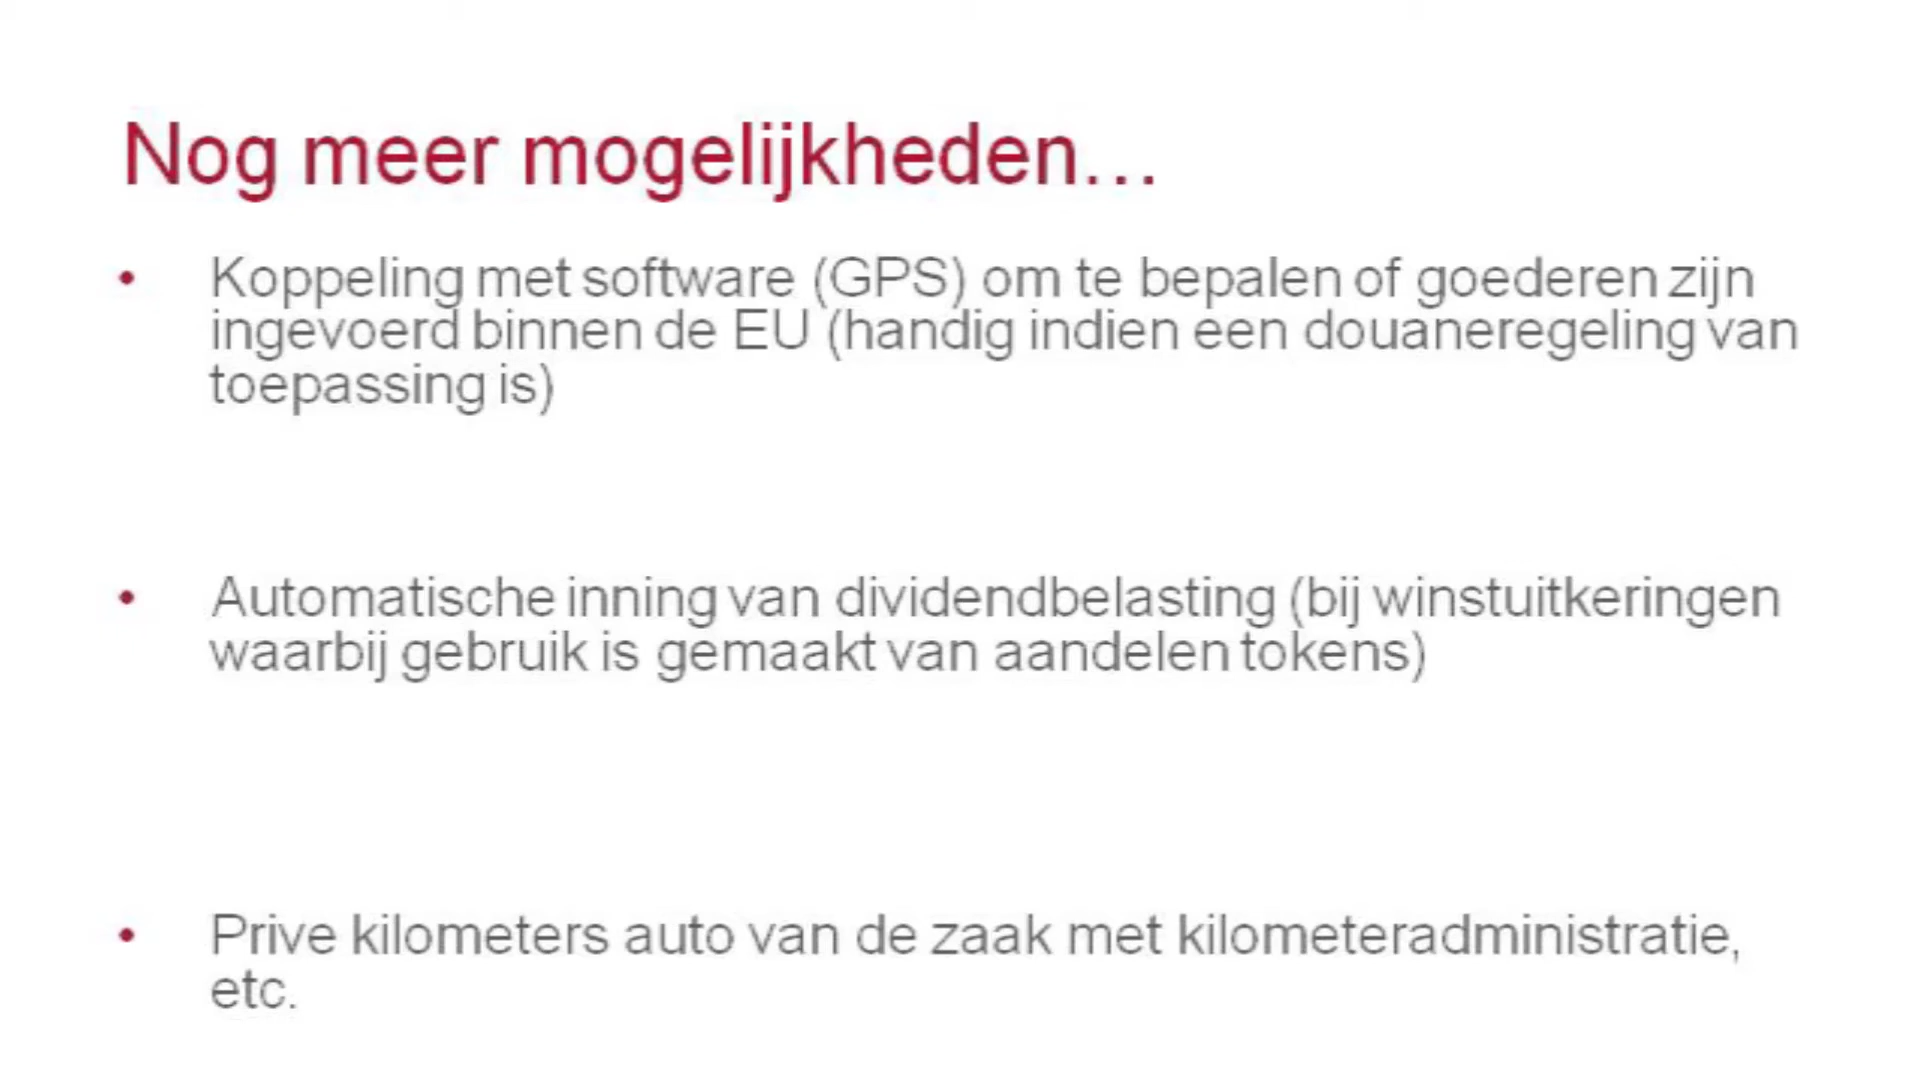 Nog meer mogelijkheden…
• Koppeling met software (GPS) om te bepalen of goederen zijn
ingevoerd binnen de EU (handig indien een douaneregeling van
toepassing is)
• Automatische inning van dividendbelasting (bij winstuitkeringen
waarbij gebruik is gemaakt van aandelen tokens)
• Prive kilometers auto van de zaak met kilometeradministratie,
etc.